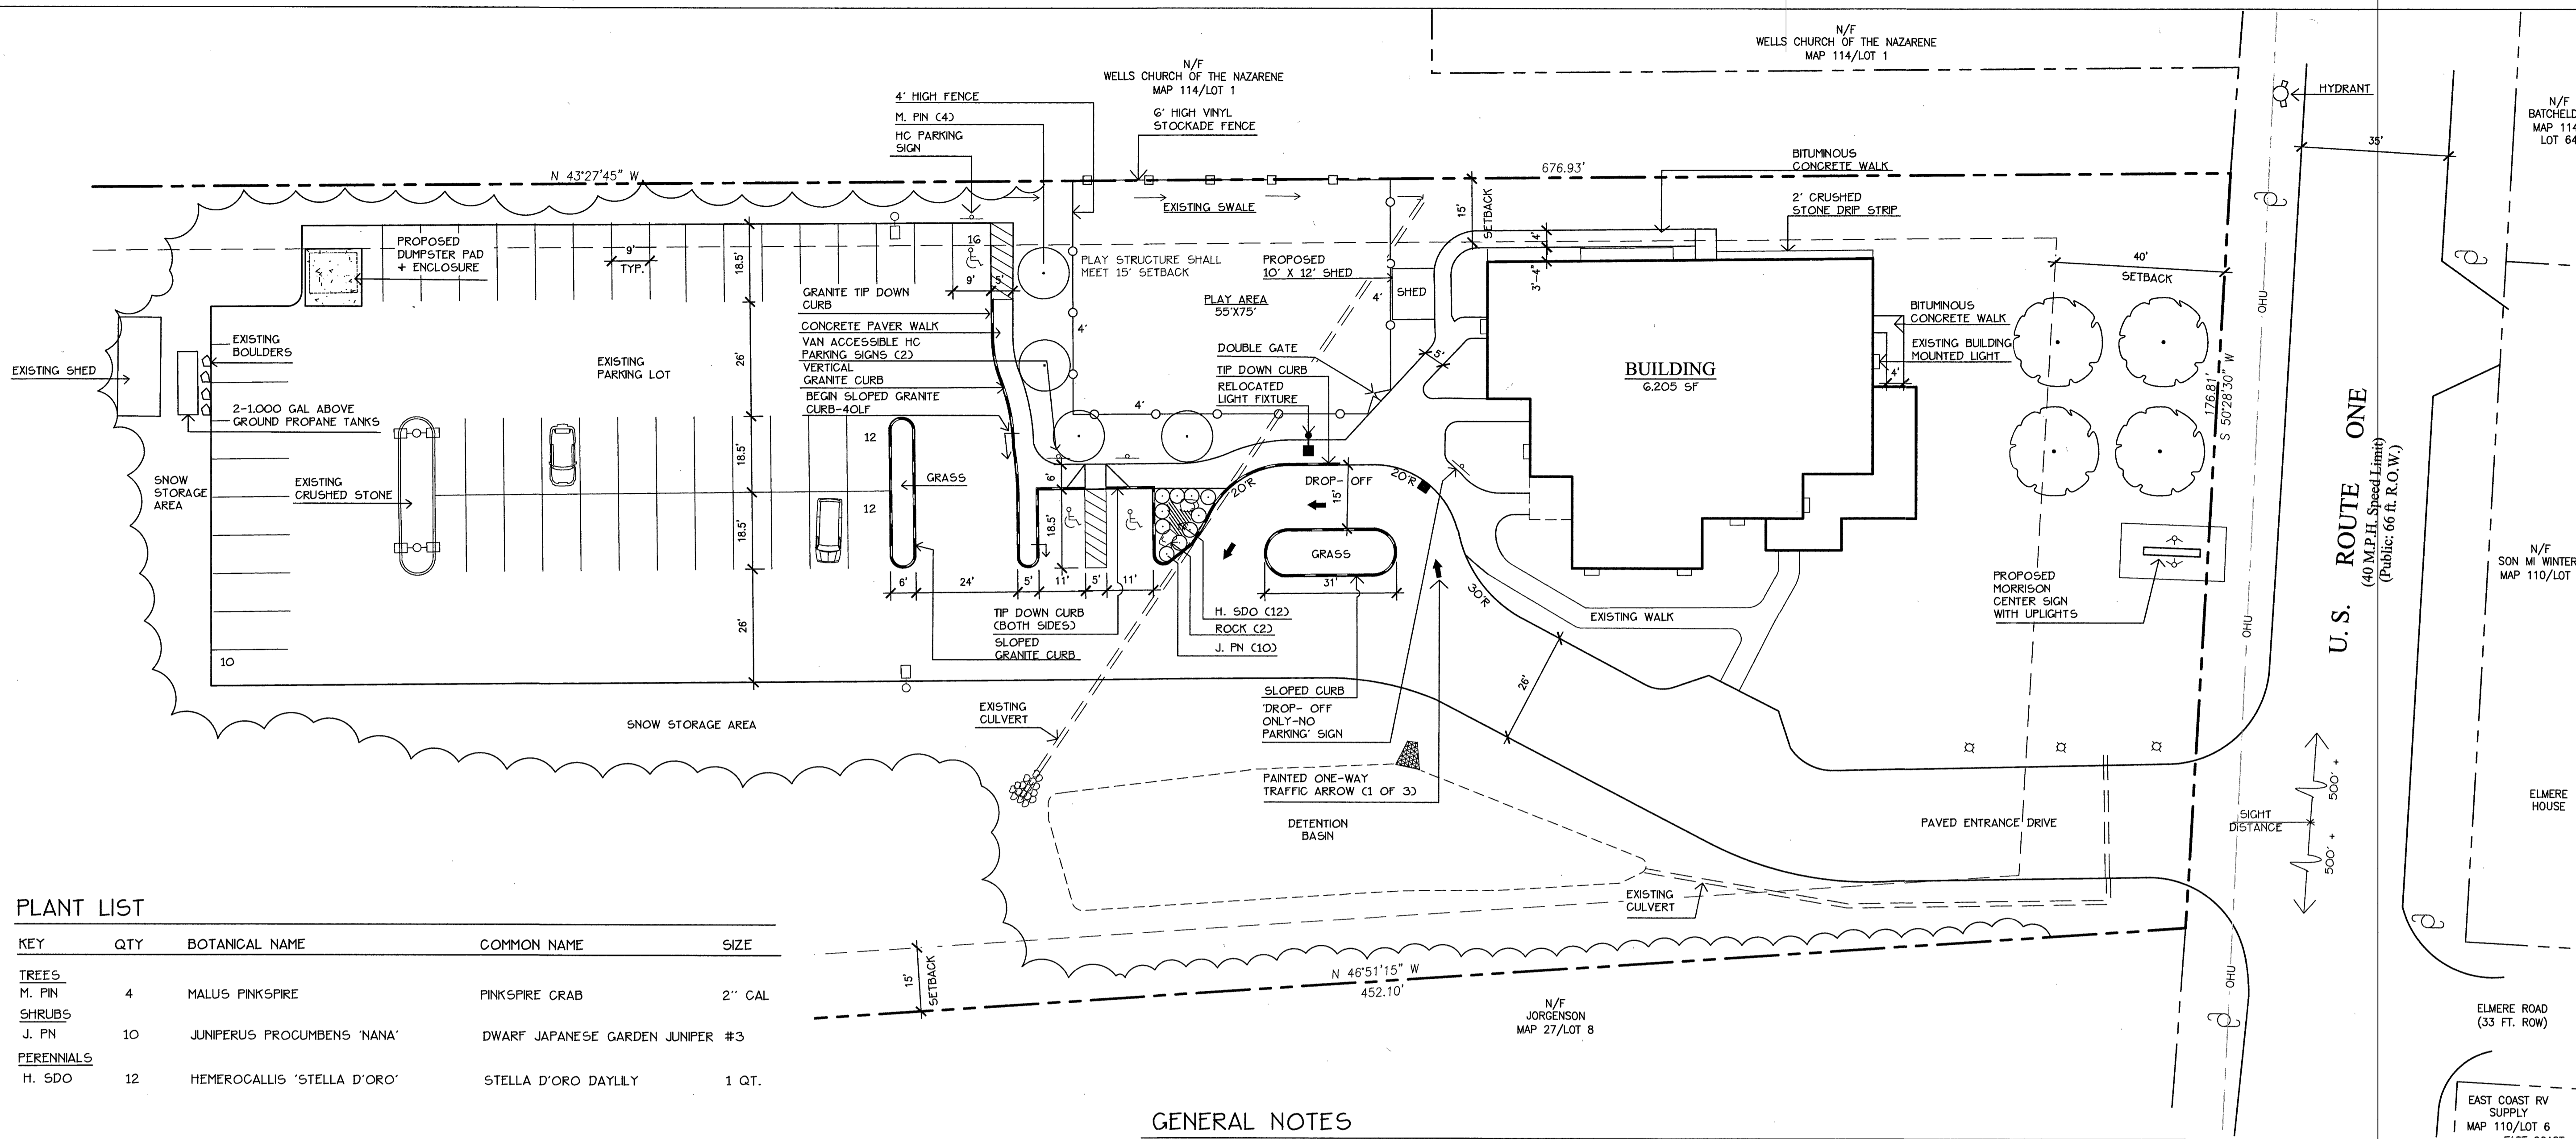 N/F
WELLS CHURCH OF THE NAZARENE
MAP 114/LOT 1
N/F
WELLS CHURCH OF THE NAZARENE
MAP 114/LOT 1
HYDRANT
35'
N/F
BATCHELD
MAP 114
LOT 64
4' HIGH FENCE
M. PIN (4)
HC PARKING
SIGN
6' HIGH VINYL
STOCKADE FENCE
BITUMINOUS
CONCRETE WALK
N 43°27'45" W
676.93'
EXISTING SWALE
15'
SETBACK
2' CRUSHED
STONE DRIP STRIP
PROPOSED
DUMPSTER PAD
+ ENCLOSURE
9'
TYP.
18.5'
16
9'
5'
PLAY STRUCTURE SHALL
MEET 15' SETBACK
PROPOSED
10' X 12' SHED
4'
3'-4"
40'
SETBACK
GRANITE TIP DOWN
CURB
PLAY AREA
55'X75'
4'
SHED
OHU
BITUMINOUS
CONCRETE WALK
CONCRETE PAVER WALK
VAN ACCESSIBLE HC
PARKING SIGNS (2)
VERTICAL
GRANITE CURB
BEGIN SLOPED GRANITE
CURB-40LF
4'
4'
DOUBLE GATE
TIP DOWN CURB
RELOCATED
LIGHT FIXTURE
5'
BUILDING
6,205 SF
EXISTING BUILDING
MOUNTED LIGHT
4'
EXISTING
BOULDERS
EXISTING SHED
EXISTING
PARKING LOT
26'
2-1,000 GAL ABOVE
GROUND PROPANE TANKS
176.81'
S 50°28'30" W
U. S. ROUTE ONE
(40 M.P.H. Speed Limit)
(Public; 66 ft. R.O.W.)
12
GRASS
18.5'
6'
SNOW
STORAGE
AREA
EXISTING
CRUSHED STONE
12
18.5'
18.5'
20'R
DROP- OFF
15'
20'R
GRASS
31'
30'R
6'
24'
5'
11'
5'
11'
N/F
SON MI WINTER
MAP 110/LOT
PROPOSED
MORRISON
CENTER SIGN
WITH UPLIGHTS
TIP DOWN CURB
(BOTH SIDES)
SLOPED
GRANITE CURB
H. SDO (12)
ROCK (2)
J. PN (10)
EXISTING WALK
OHU
26'
10
26'
SLOPED CURB
'DROP- OFF
ONLY-NO
PARKING' SIGN
EXISTING
CULVERT
SNOW STORAGE AREA
PAINTED ONE-WAY
TRAFFIC ARROW (1 OF 3)
DETENTION
BASIN
PAVED ENTRANCE DRIVE
SIGHT
DISTANCE
500' +
500' +
ELMERE
HOUSE
EXISTING
CULVERT
15'
SETBACK
N 46°51'15" W
452.10'
OHU
N/F
JORGENSON
MAP 27/LOT 8
ELMERE ROAD
(33 FT. ROW)
EAST COAST RV
SUPPLY
MAP 110/LOT 6
PLANT LIST
KEY QTY BOTANICAL NAME COMMON NAME SIZE
TREES
M. PIN 4 MALUS PINKSPIRE PINKSPIRE CRAB 2'' CAL
SHRUBS
J. PN 10 JUNIPERUS PROCUMBENS 'NANA' DWARF JAPANESE GARDEN JUNIPER #3
PERENNIALS
H. SDO 12 HEMEROCALLIS 'STELLA D'ORO' STELLA D'ORO DAYLILY 1 QT.
GENERAL NOTES